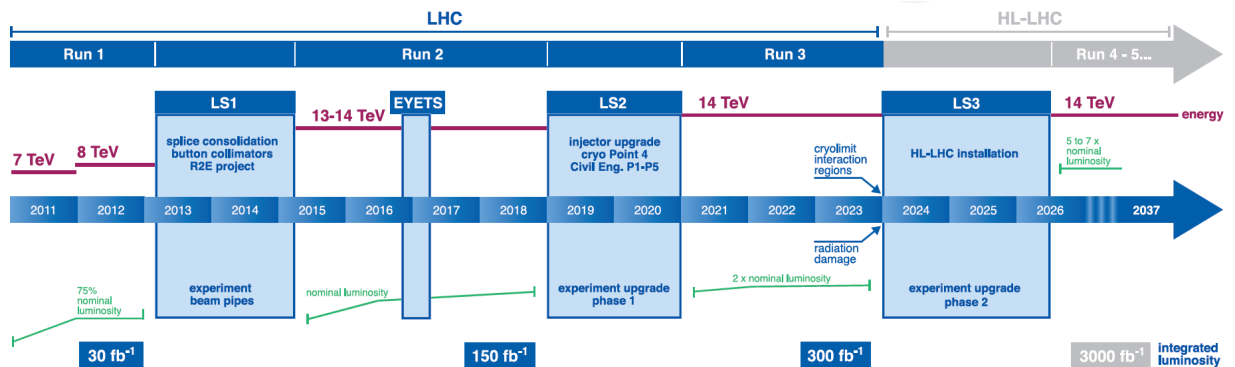 LHC
HL-LHC
Run 1
Run 2
Run 3
Run 4 - 5...
LS1
EYETS
LS2
LS3
7 TeV
8 TeV
13-14 TeV
14 TeV
14 TeV
energy
splice consolidation
button collimators
R2E project
injector upgrade
cryo Point 4
Civil Eng. P1-P5
cryolimit
interaction
regions
HL-LHC installation
5 to 7 x
nominal
luminosity
2011
2012
2013
2014
2015
2016
2017
2018
2019
2020
2021
2022
2023
2024
2025
2026
2037
radiation
damage
75%
nominal
luminosity
experiment
beam pipes
nominal luminosity
experiment upgrade
phase 1
2 x nominal luminosity
experiment upgrade
phase 2
30 fb⁻¹
150 fb⁻¹
300 fb⁻¹
3000 fb⁻¹
integrated
luminosity